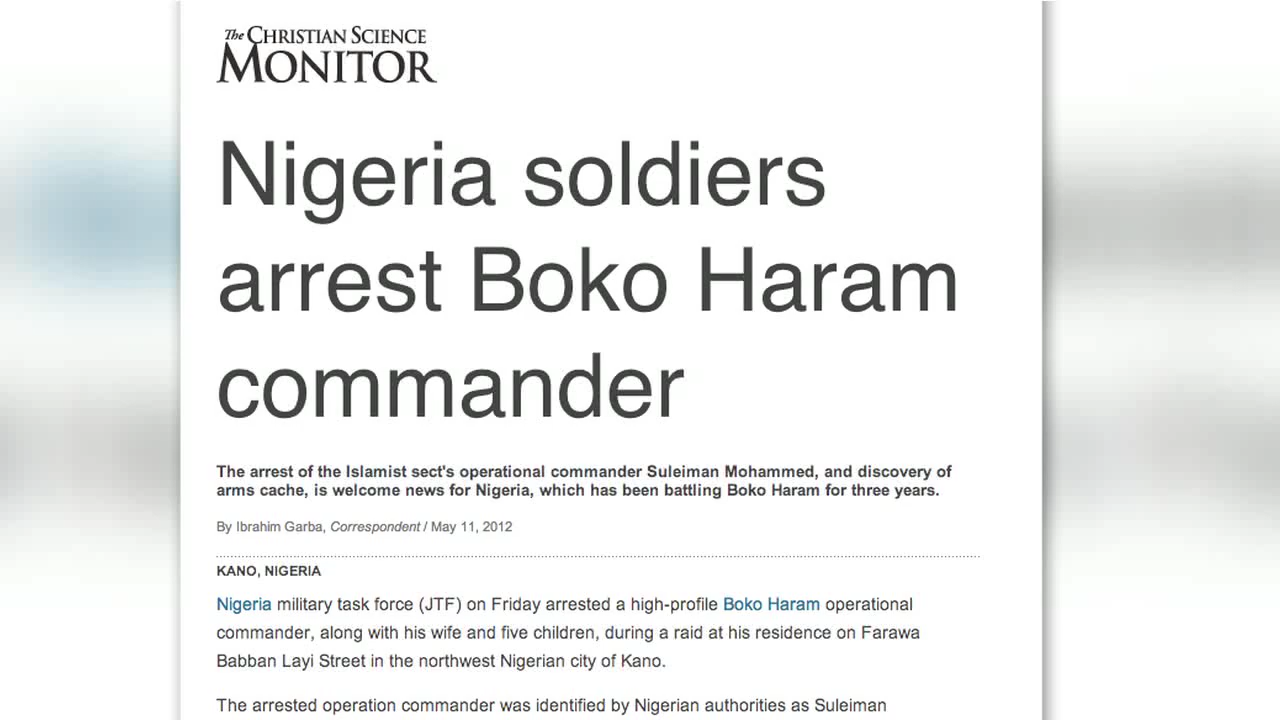 The CHRISTIAN SCIENCE
MONITOR
Nigeria soldiers
arrest Boko Haram
commander
The arrest of the Islamist sect's operational commander Suleiman Mohammed, and discovery of
arms cache, is welcome news for Nigeria, which has been battling Boko Haram for three years.
By Ibrahim Garba, Correspondent / May 11, 2012
KANO, NIGERIA
Nigeria military task force (JTF) on Friday arrested a high-profile Boko Haram operational
commander, along with his wife and five children, during a raid at his residence on Farawa
Babban Layi Street in the northwest Nigerian city of Kano.
The arrested operation commander was identified by Nigerian authorities as Suleiman